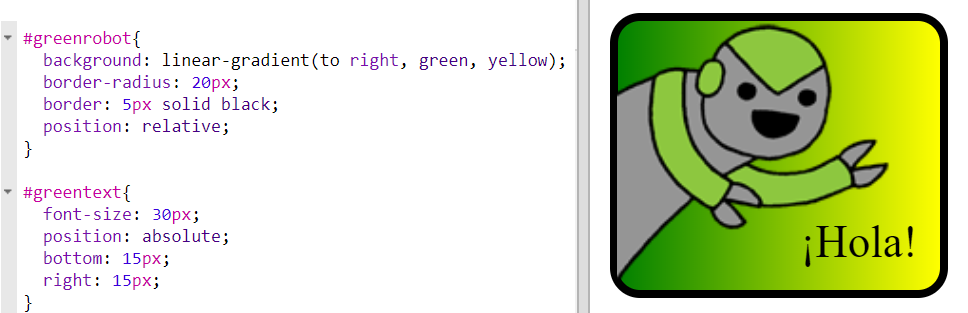 #greenrobot{
background: linear-gradient(to right, green, yellow);
border-radius: 20px;
border: 5px solid black;
position: relative;
}
#greentext{
font-size: 30px;
position: absolute;
bottom: 15px;
right: 15px;
}
¡Hola!